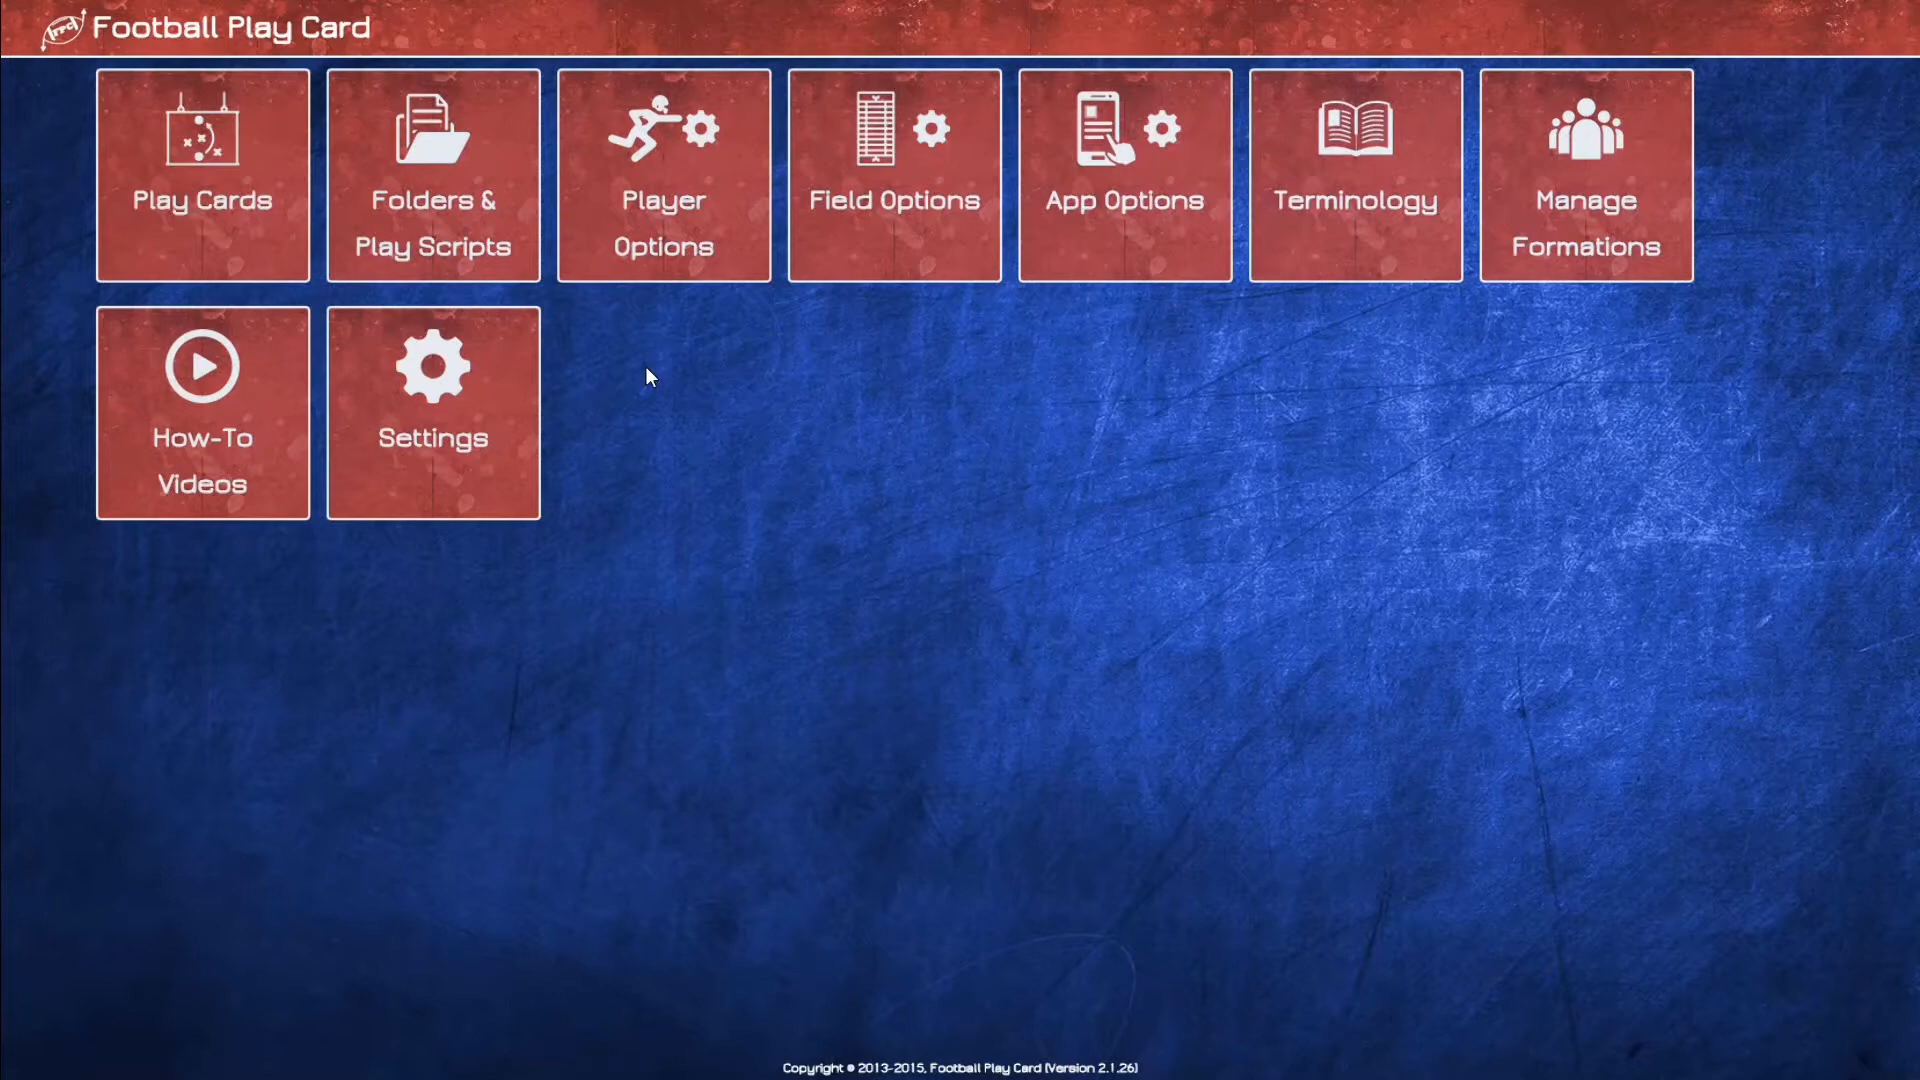 Football Play Card
Play Cards
Folders &
Play Scripts
Player
Options
Field Options
App Options
Terminology
Manage
Formations
How-To
Videos
Settings
Copyright © 2013-2015, Football Play Card (Version 2.1.26)